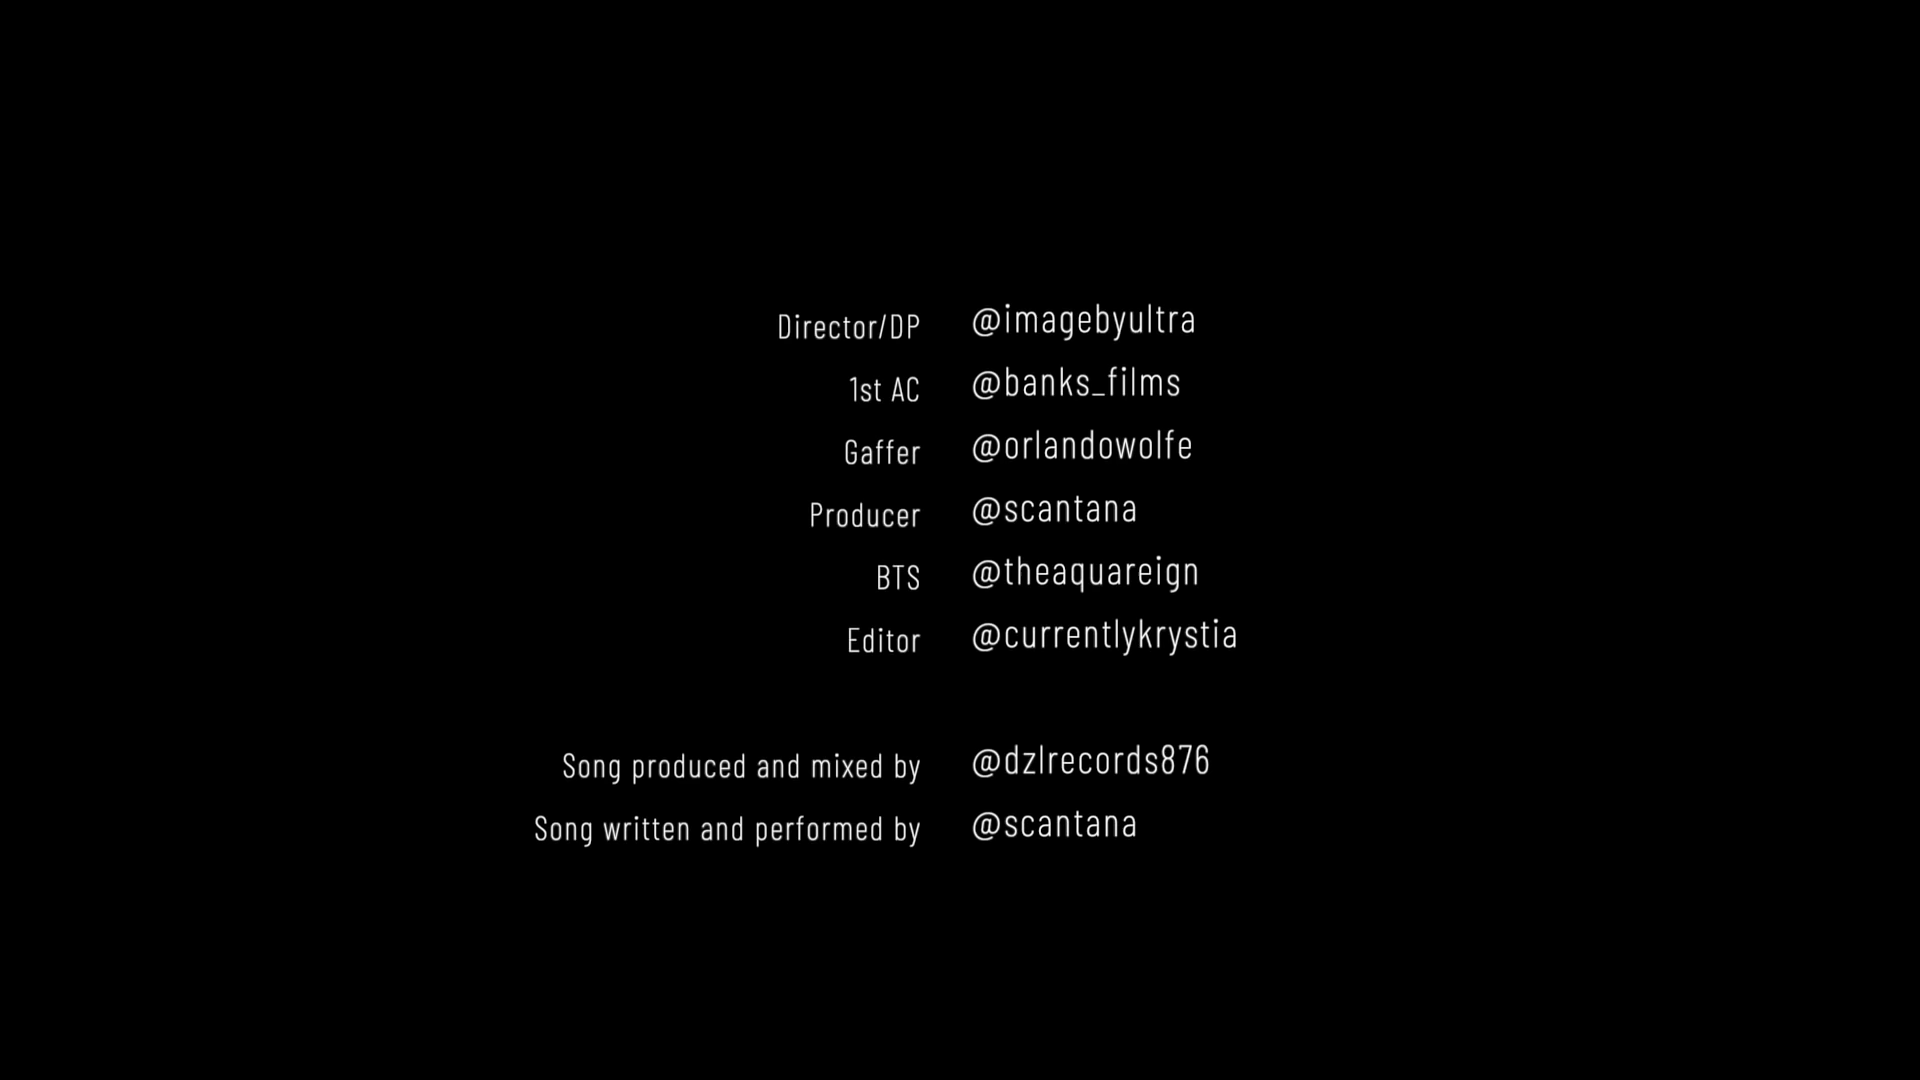 Director/DP @imagebyultra
1st AC @banks_films
Gaffer @orlandowolfe
Producer @scantana
BTS @theaquareign
Editor @currentlykrystia
Song produced and mixed by @dzlrecords876
Song written and performed by @scantana